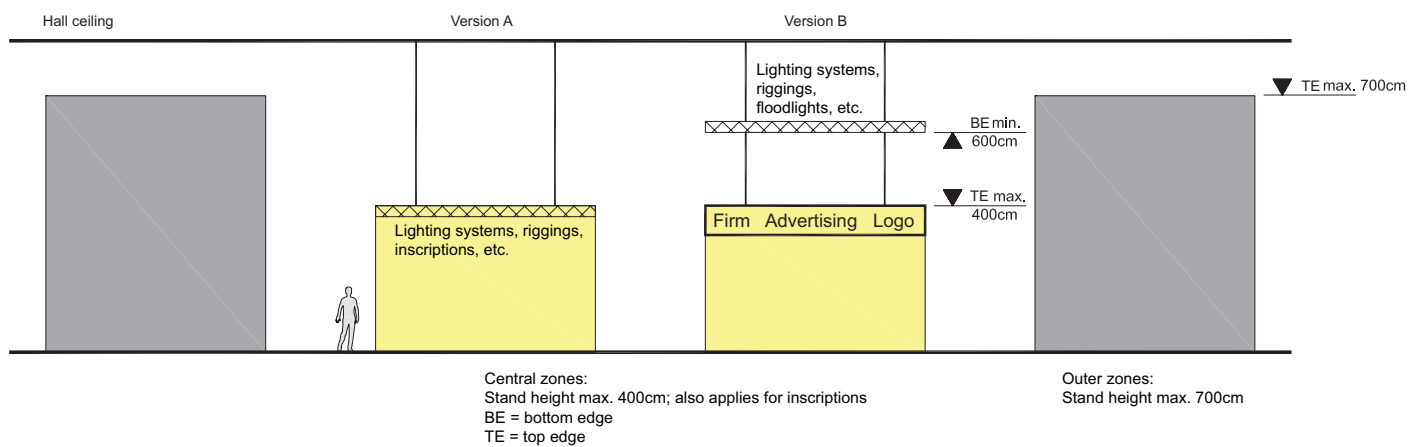 Hall ceiling
Version A
Version B
Lighting systems,
riggings,
floodlights, etc.
TE max. 700cm
BE min.
600cm
TE max.
400cm
Firm Advertising Logo
Lighting systems, riggings,
inscriptions, etc.
Central zones:
Stand height max. 400cm; also applies for inscriptions
BE = bottom edge
TE = top edge
Outer zones:
Stand height max. 700cm